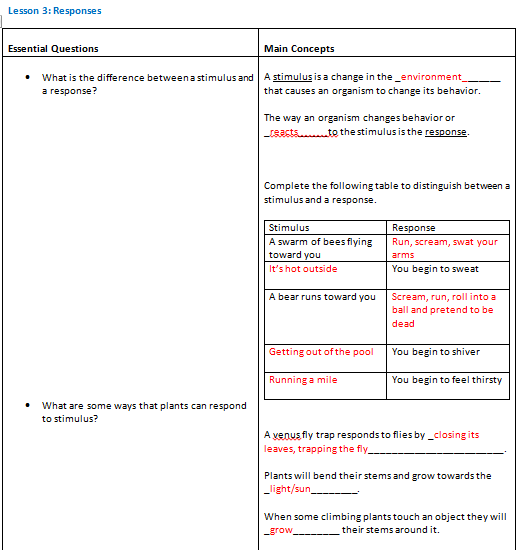 Lesson 3: Responses
Essential Questions
Main Concepts
• What is the difference between a stimulus and
a response?
A stimulus is a change in the _environment_______
that causes an organism to change its behavior.
The way an organism changes behavior or
_reacts_______to the stimulus is the response.
Complete the following table to distinguish between a
stimulus and a response.
Stimulus
Response
A swarm of bees flying
toward you
Run, scream, swat your
arms
It's hot outside
You begin to sweat
A bear runs toward you
Scream, run, roll into a
ball and pretend to be
dead
Getting out of the pool
You begin to shiver
Running a mile
You begin to feel thirsty
• What are some ways that plants can respond
to stimulus?
A venus fly trap responds to flies by _closing its
leaves, trapping the fly__________________________.
Plants will bend their stems and grow towards the
_light/sun_________.
When some climbing plants touch an object they will
_grow_________ their stems around it.